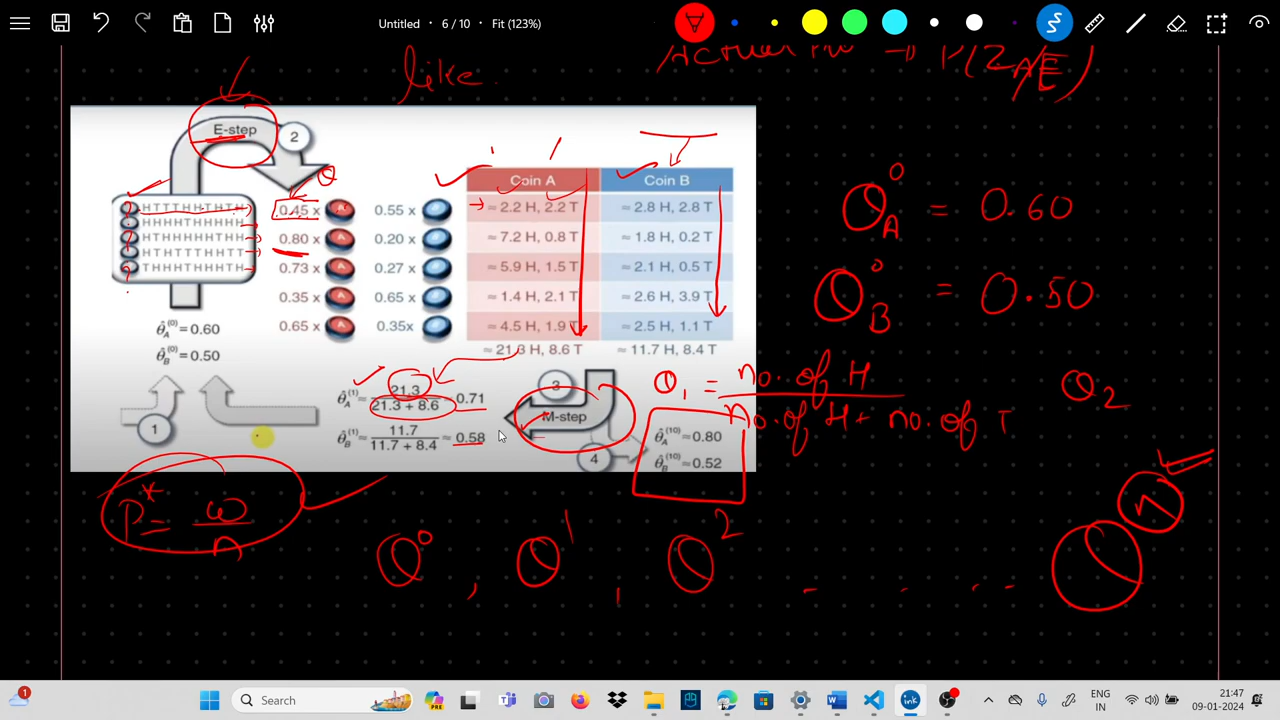 Untitled • 6 / 10 • Fit (123%)
like.
P(Z,
E-step
2
HTTTHHTHTH
HHHHTHHHHH
HTHHHHHTHH
HTHTTTHHTT
THHHTHHHTH
0.45 x A 0.55 x
0.80 x 0.20 x
0.73 x 0.27 x
0.35 x 0.65 x
0.65 x 0.35x
Coin A Coin B
≈ 2.2 H, 2.2 T ≈ 2.8 H, 2.8 T
≈ 7.2 H, 0.8 T ≈ 1.8 H, 0.2 T
≈ 5.9 H, 1.5 T ≈ 2.1 H, 0.5 T
≈ 1.4 H, 2.1 T ≈ 2.6 H, 3.9 T
≈ 4.5 H, 1.9 T ≈ 2.5 H, 1.1 T
≈ 21.3 H, 8.6 T ≈ 11.7 H, 8.4 T
θ̂A(0) = 0.60
θ̂B(0) = 0.50
1
θ̂A(1) ≈ 21.3 / 21.3 + 8.6 ≈ 0.71
θ̂B(1) ≈ 11.7 / 11.7 + 8.4 ≈ 0.58
3
M-step
4
θ̂A(10) ≈ 0.80
θ̂B(10) ≈ 0.52
θA0 = 0.60
θB0 = 0.50
θ1 = no. of H
no. of H + no. of T
θ2
P* = ω / n
θ0, θ1, θ2 . . . . θn
Search
ENG
IN
21:47
09-01-2024